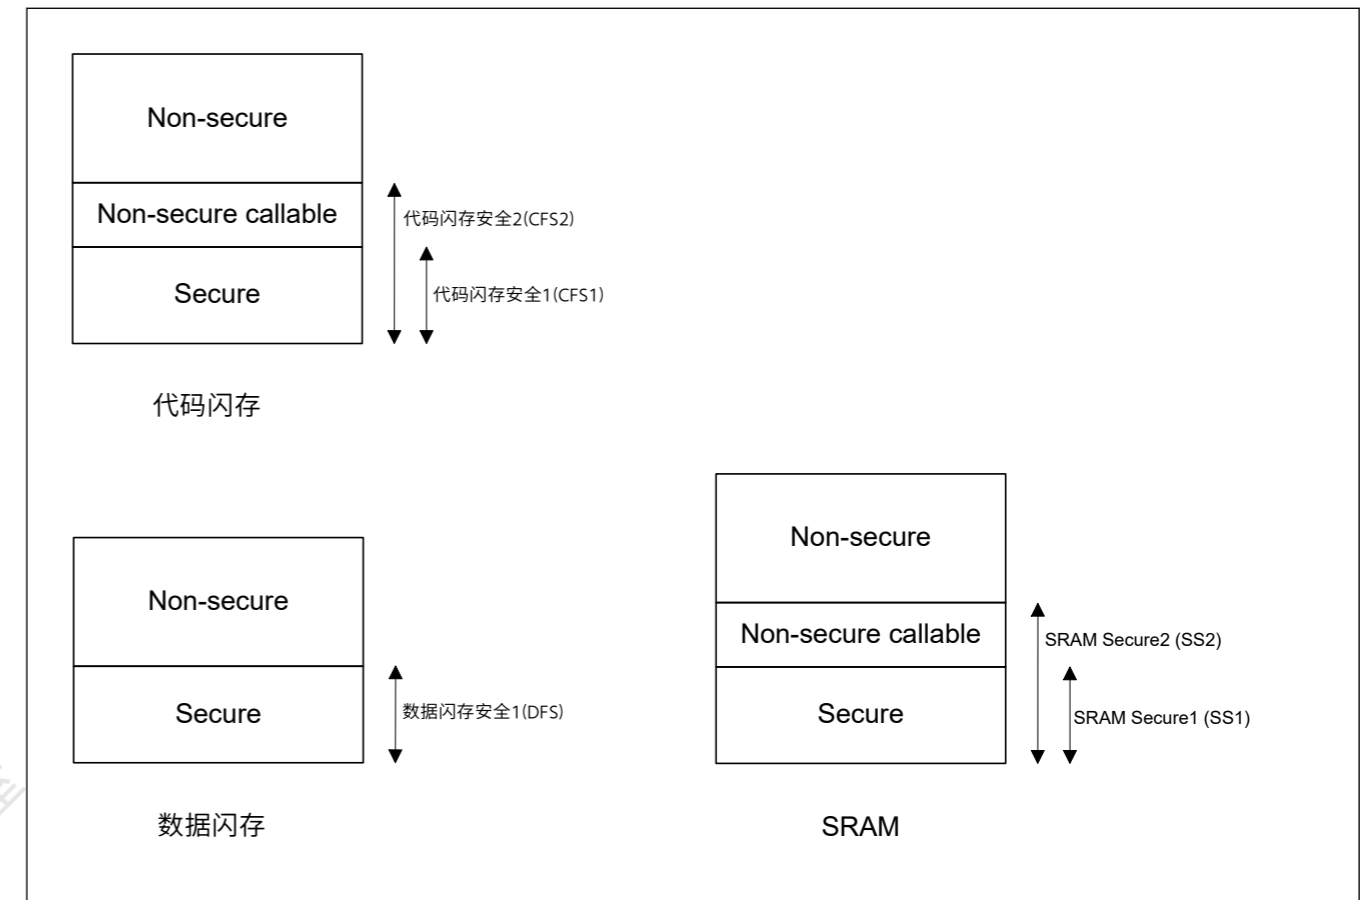 Non-secure
Non-secure callable
代码闪存安全2(CFS2)
Secure
代码闪存安全1(CFS1)
代码闪存
Non-secure
Secure
数据闪存安全1(DFS)
数据闪存
Non-secure
Non-secure callable
SRAM Secure2 (SS2)
Secure
SRAM Secure1 (SS1)
SRAM